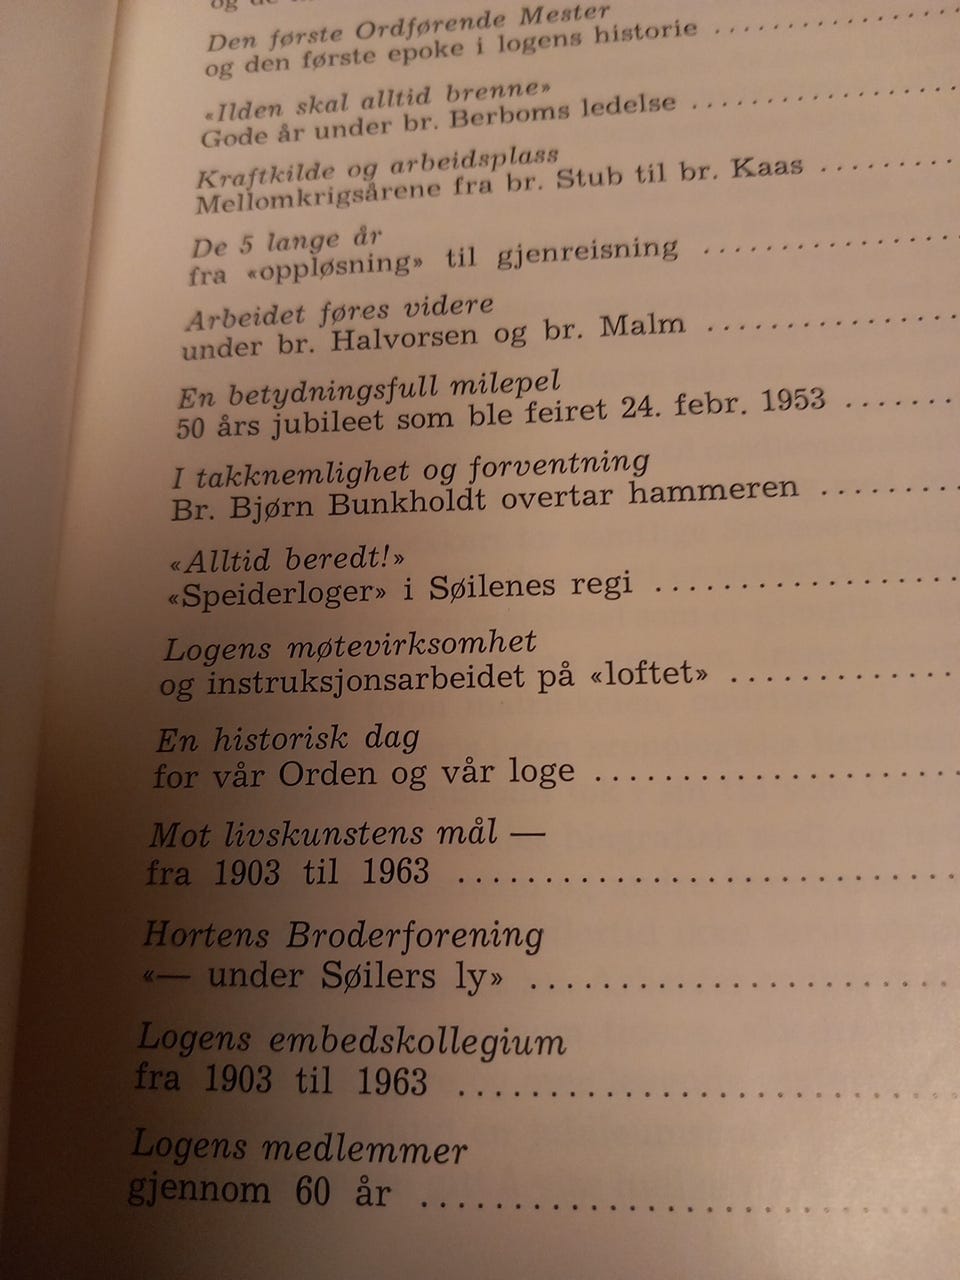 og de
Den første Ordførende Mester
og den første epoke i logens historie ..............
«Ilden skal alltid brenne»
Gode år under br. Berboms ledelse ................
Kraftkilde og arbeidsplass
Mellomkrigsårene fra br. Stub til br. Kaas .........
De 5 lange år
fra «oppløsning» til gjenreisning ................
Arbeidet føres videre
under br. Halvorsen og br. Malm ................
En betydningsfull milepel
50 års jubileet som ble feiret 24. febr. 1953 .......
I takknemlighet og forventning
Br. Bjørn Bunkholdt overtar hammeren .........
«Alltid beredt!»
«Speiderloger» i Søilenes regi ..................
Logens møtevirksomhet
og instruksjonsarbeidet på «loftet» .............
En historisk dag
for vår Orden og vår loge ....................
Mot livskunstens mål —
fra 1903 til 1963 ..........................
Hortens Broderforening
«— under Søilers ly» .......................
Logens embedskollegium
fra 1903 til 1963 ..........................
Logens medlemmer
gjennom 60 år ............................